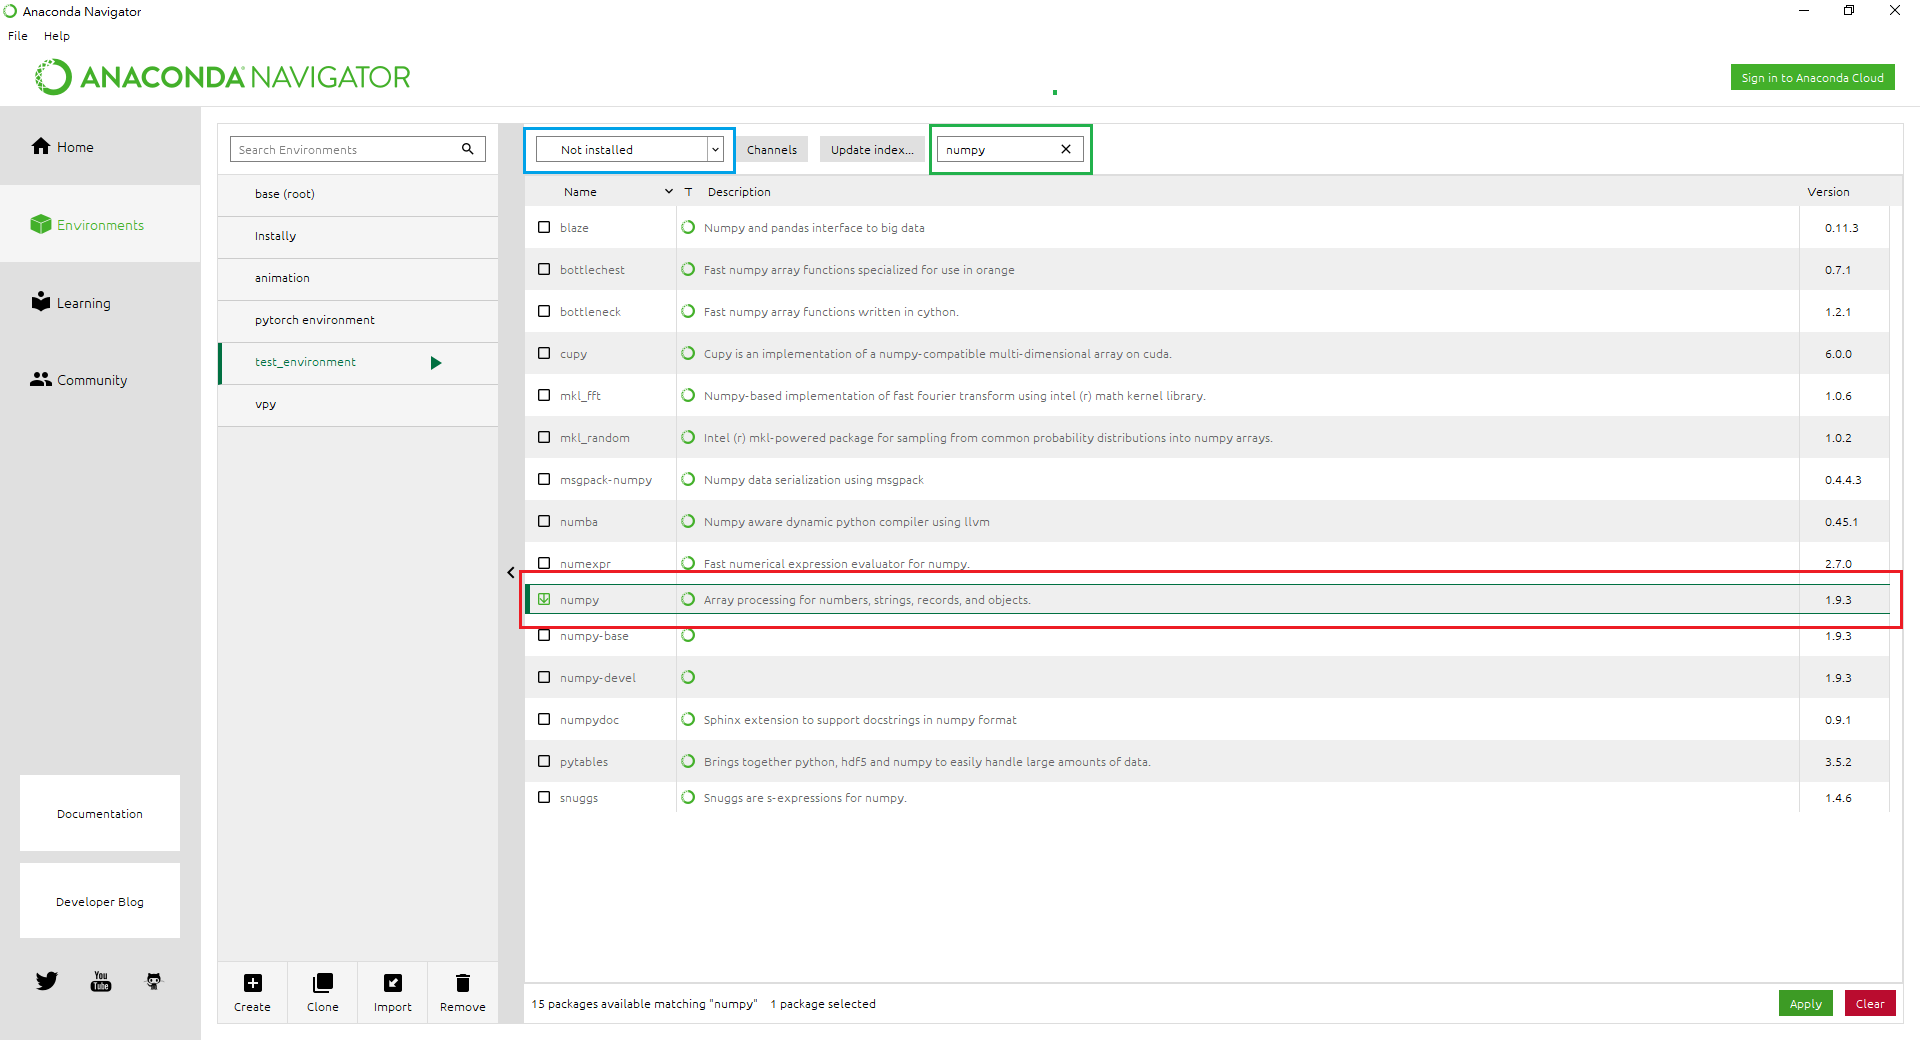 Anaconda Navigator
File Help
ANACONDA NAVIGATOR
Sign in to Anaconda Cloud
Home
Environments
Learning
Community
Documentation
Developer Blog
You Tube
Search Environments
base (root)
Instally
animation
pytorch environment
test_environment
vpy
Create Clone Import Remove
Not installed Channels Update index... numpy
Name T Description Version
blaze Numpy and pandas interface to big data 0.11.3
bottlechest Fast numpy array functions specialized for use in orange 0.7.1
bottleneck Fast numpy array functions written in cython. 1.2.1
cupy Cupy is an implementation of a numpy-compatible multi-dimensional array on cuda. 6.0.0
mkl_fft Numpy-based implementation of fast fourier transform using intel (r) math kernel library. 1.0.6
mkl_random Intel (r) mkl-powered package for sampling from common probability distributions into numpy arrays. 1.0.2
msgpack-numpy Numpy data serialization using msgpack 0.4.4.3
numba Numpy aware dynamic python compiler using llvm 0.45.1
numexpr Fast numerical expression evaluator for numpy. 2.7.0
numpy Array processing for numbers, strings, records, and objects. 1.9.3
numpy-base 1.9.3
numpy-devel 1.9.3
numpydoc Sphinx extension to support docstrings in numpy format 0.9.1
pytables Brings together python, hdf5 and numpy to easily handle large amounts of data. 3.5.2
snuggs Snuggs are s-expressions for numpy. 1.4.6
15 packages available matching "numpy" 1 package selected
Apply Clear